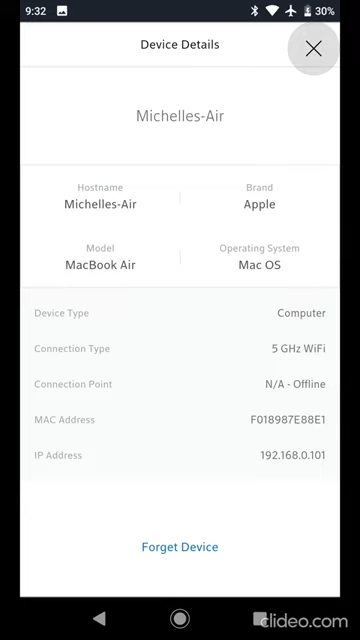 9:32 30%
Device Details
Michelles-Air
Hostname Brand
Michelles-Air Apple
Model Operating System
MacBook Air Mac OS
Device Type Computer
Connection Type 5 GHz WiFi
Connection Point N/A - Offline
MAC Address F018987E88E1
IP Address 192.168.0.101
Forget Device
clideo.com